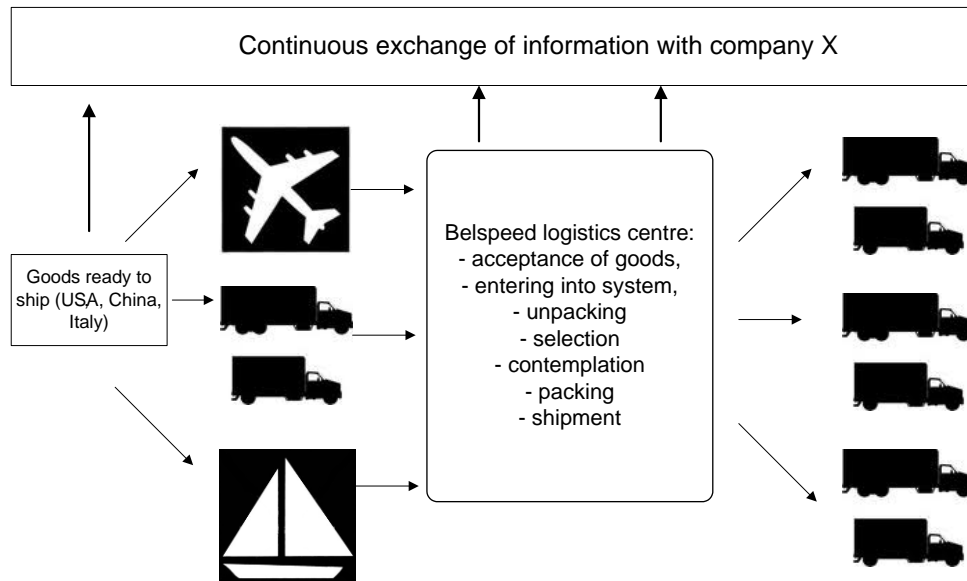 Continuous exchange of information with company X
Goods ready to
ship (USA, China,
Italy)
Belspeed logistics centre:
- acceptance of goods,
- entering into system,
- unpacking
- selection
- contemplation
- packing
- shipment